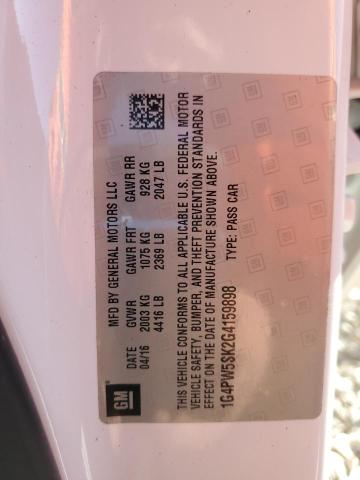 MFD BY GENERAL MOTORS LLC
DATE GVWR GAWR FRT GAWR RR
04/16 2003 KG 1075 KG 928 KG
4416 LB 2369 LB 2047 LB
THIS VEHICLE CONFORMS TO ALL APPLICABLE U.S. FEDERAL MOTOR
VEHICLE SAFETY, BUMPER, AND THEFT PREVENTION STANDARDS IN
EFFECT ON THE DATE OF MANUFACTURE SHOWN ABOVE.
1G4PW5SK2G4159898 TYPE: PASS CAR
GM